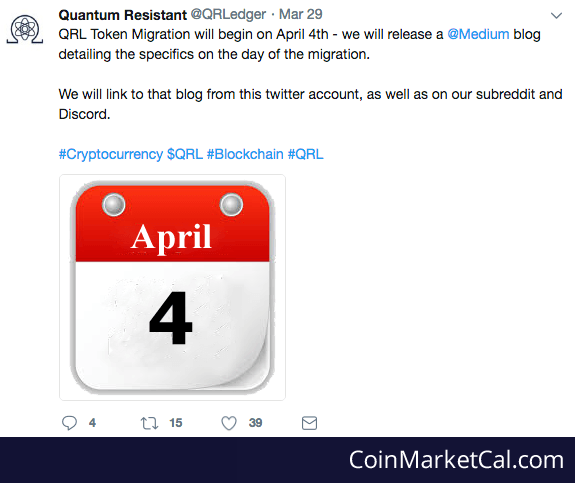 Quantum Resistant @QRLedger · Mar 29
QRL Token Migration will begin on April 4th - we will release a @Medium blog
detailing the specifics on the day of the migration.
We will link to that blog from this twitter account, as well as on our subreddit and
Discord.
#Cryptocurrency $QRL #Blockchain #QRL
April
4
4 15 39
CoinMarketCal.com